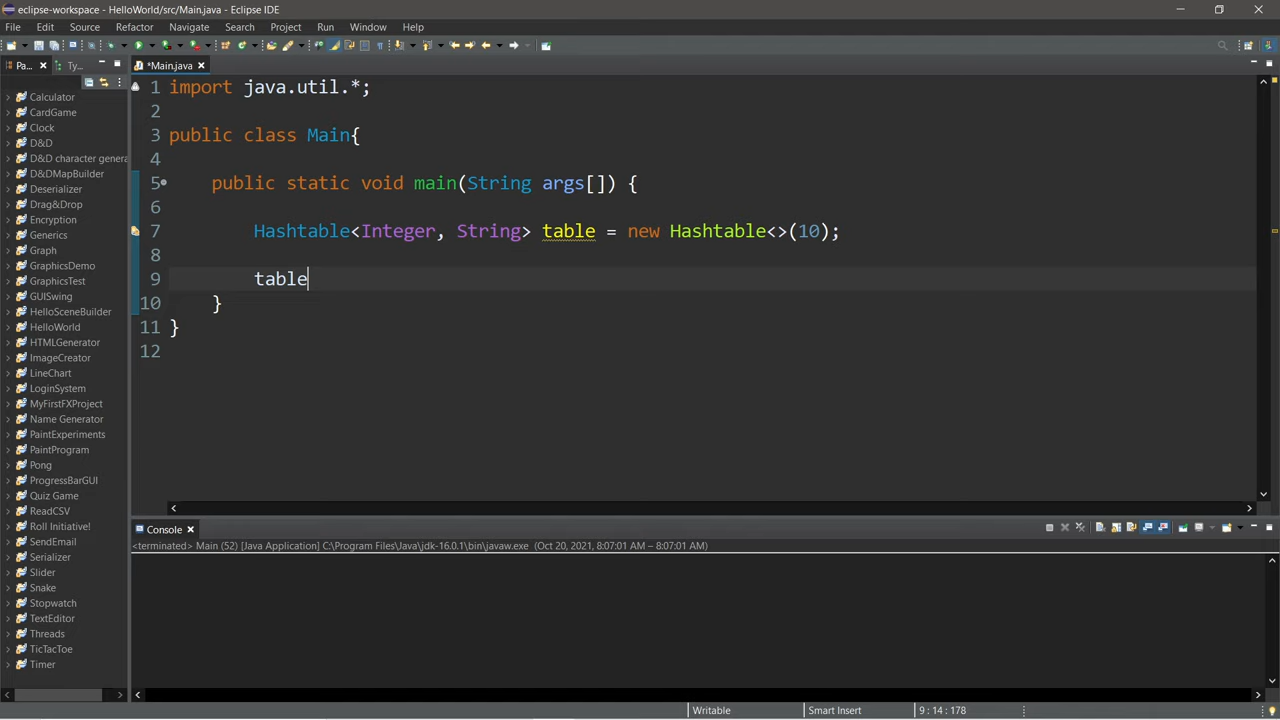 eclipse-workspace - HelloWorld/src/Main.java - Eclipse IDE
File Edit Source Refactor Navigate Search Project Run Window Help
Pa... Ty... *Main.java
Calculator
CardGame
Clock
D&D
D&D character genera
D&DMapBuilder
Deserializer
Drag&Drop
Encryption
Generics
Graph
GraphicsDemo
GraphicsTest
GUISwing
HelloSceneBuilder
HelloWorld
HTMLGenerator
ImageCreator
LineChart
LoginSystem
MyFirstFXProject
Name Generator
PaintExperiments
PaintProgram
Pong
ProgressBarGUI
Quiz Game
ReadCSV
Roll Initiative!
SendEmail
Serializer
Slider
Snake
Stopwatch
TextEditor
Threads
TicTacToe
Timer
1 import java.util.*;
2
3 public class Main{
4
5 public static void main(String args[]) {
6
7 Hashtable<Integer, String> table = new Hashtable<>(10);
8
9 table
10 }
11 }
12
Console
<terminated> Main (52) [Java Application] C:\Program Files\Java\jdk-16.0.1\bin\javaw.exe (Oct 20, 2021, 8:07:01 AM – 8:07:01 AM)
Writable Smart Insert 9 : 14 : 178